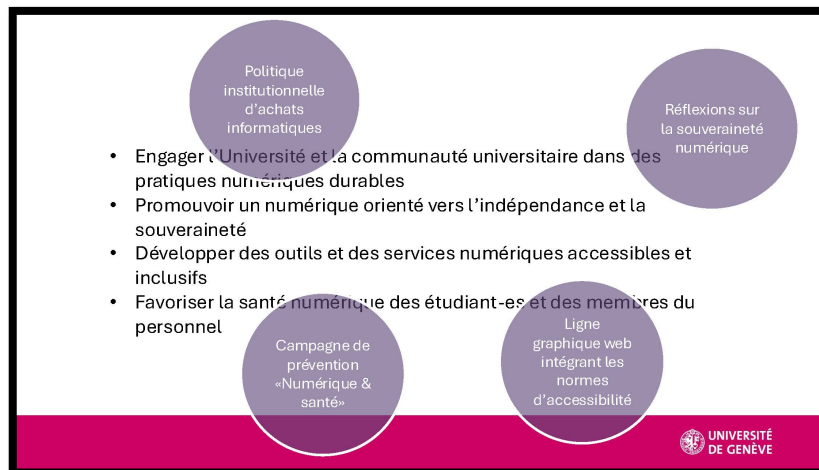 Politique
institutionnelle
d'achats
informatiques
Réflexions sur
la souveraineté
numérique
• Engager l'Université et la communauté universitaire dans des
pratiques numériques durables
• Promouvoir un numérique orienté vers l'indépendance et la
souveraineté
• Développer des outils et des services numériques accessibles et
inclusifs
• Favoriser la santé numérique des étudiant-es et des membres du
personnel
Campagne de
prévention
«Numérique &
santé»
Ligne
graphique web
intégrant les
normes
d'accessibilité
UNIVERSITÉ
DE GENÈVE